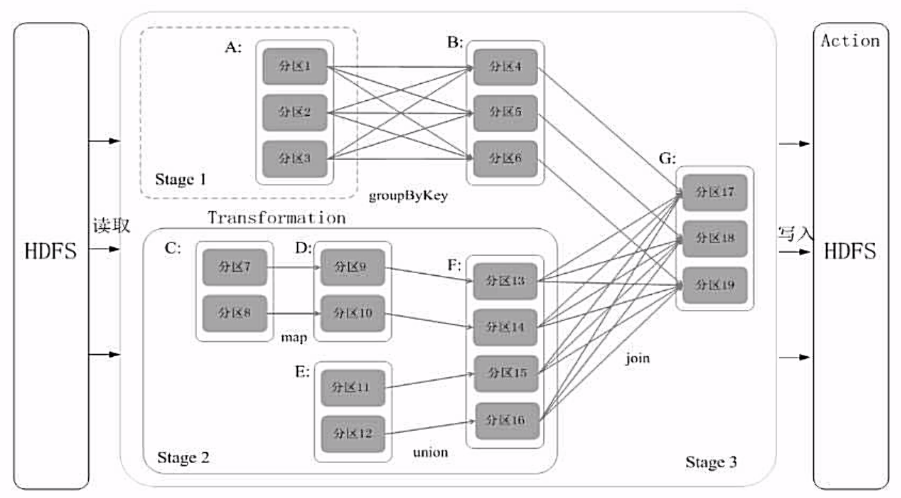 HDFS
读取
A:
分区1
分区2
分区3
Stage 1
B:
分区4
分区5
分区6
groupByKey
Transformation
C:
分区7
分区8
map
D:
分区9
分区10
E:
分区11
分区12
union
F:
分区13
分区14
分区15
分区16
Stage 2
G:
分区17
分区18
分区19
join
Stage 3
写入
Action
HDFS